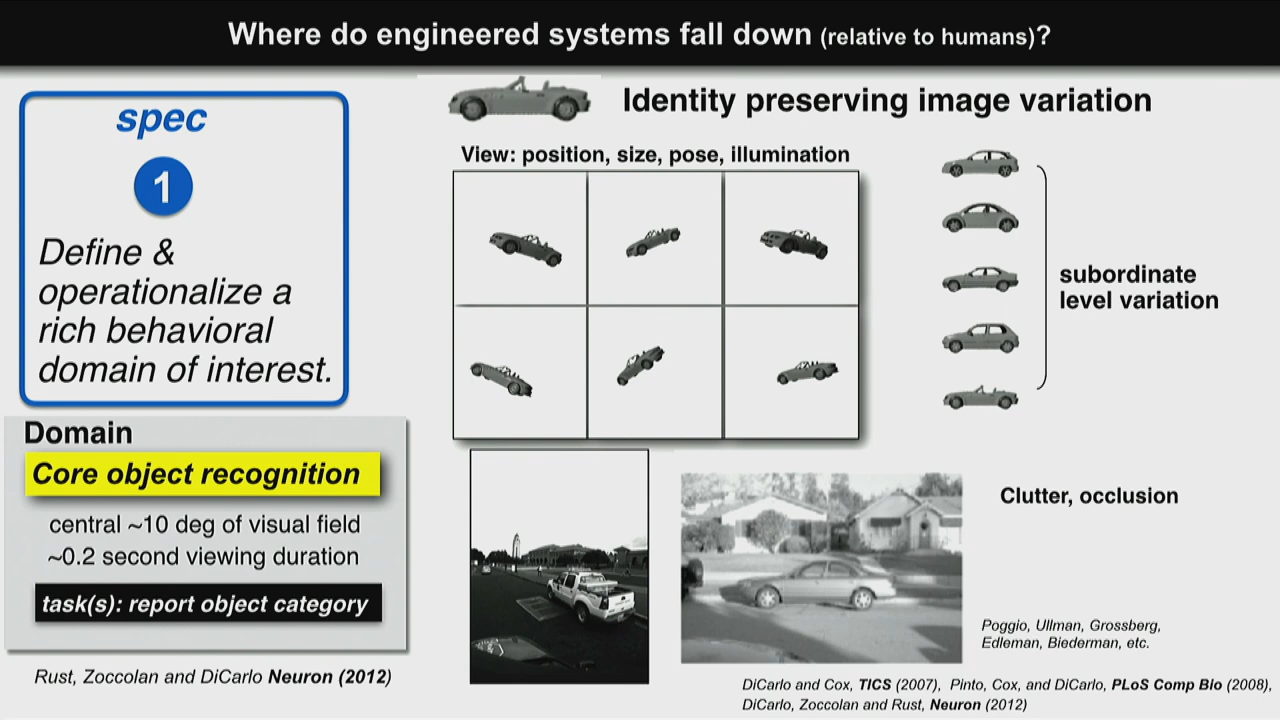 Where do engineered systems fall down (relative to humans)?
spec
1
Define &
operationalize a
rich behavioral
domain of interest.
Domain
Core object recognition
central ~10 deg of visual field
~0.2 second viewing duration
task(s): report object category
Rust, Zoccolan and DiCarlo Neuron (2012)
Identity preserving image variation
View: position, size, pose, illumination
subordinate
level variation
Clutter, occlusion
Poggio, Ullman, Grossberg,
Edleman, Biederman, etc.
DiCarlo and Cox, TICS (2007), Pinto, Cox, and DiCarlo, PLoS Comp Bio (2008),
DiCarlo, Zoccolan and Rust, Neuron (2012)